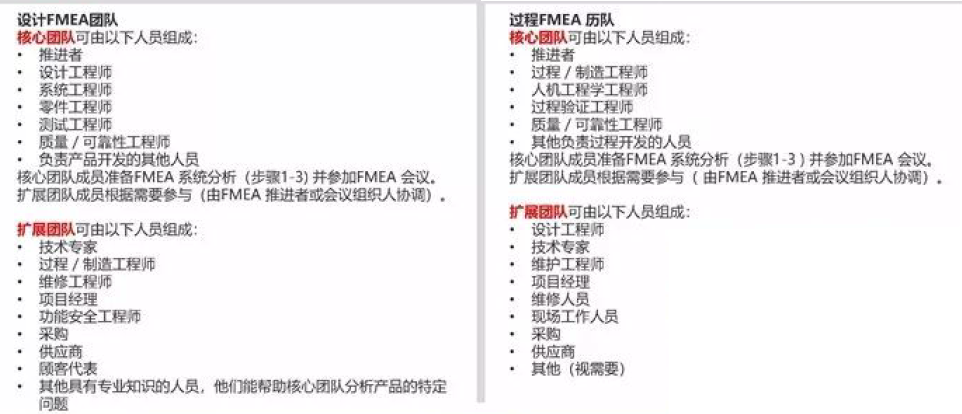 设计FMEA团队
核心团队可由以下人员组成：
• 推进者
• 设计工程师
• 系统工程师
• 零件工程师
• 测试工程师
• 质量 / 可靠性工程师
• 负责产品开发的其他人员
核心团队成员准备FMEA 系统分析（步骤1-3) 并参加FMEA 会议。
扩展团队成员根据需要参与（由FMEA 推进者或会议组织人协调）。
扩展团队可由以下人员组成：
• 技术专家
• 过程 / 制造工程师
• 维修工程师
• 项目经理
• 功能安全工程师
• 采购
• 供应商
• 顾客代表
• 其他具有专业知识的人员，他们能帮助核心团队分析产品的特定
问题
过程FMEA 历队
核心团队可由以下人员组成：
• 推进者
• 过程 / 制造工程师
• 人机工程学工程师
• 过程验证工程师
• 质量 / 可靠性工程师
• 其他负责过程开发的人员
核心团队成员准备FMEA 系统分析（步骤1-3 ) 并参加FMEA 会议。
扩展团队成员根据需要参与（ 由FMEA 推进者或会议组织人协调）。
扩展团队可由以下人员组成：
• 设计工程师
• 技术专家
• 维护工程师
• 项目经理
• 维修人员
• 现场工作人员
• 采购
• 供应商
• 其他（视需要）